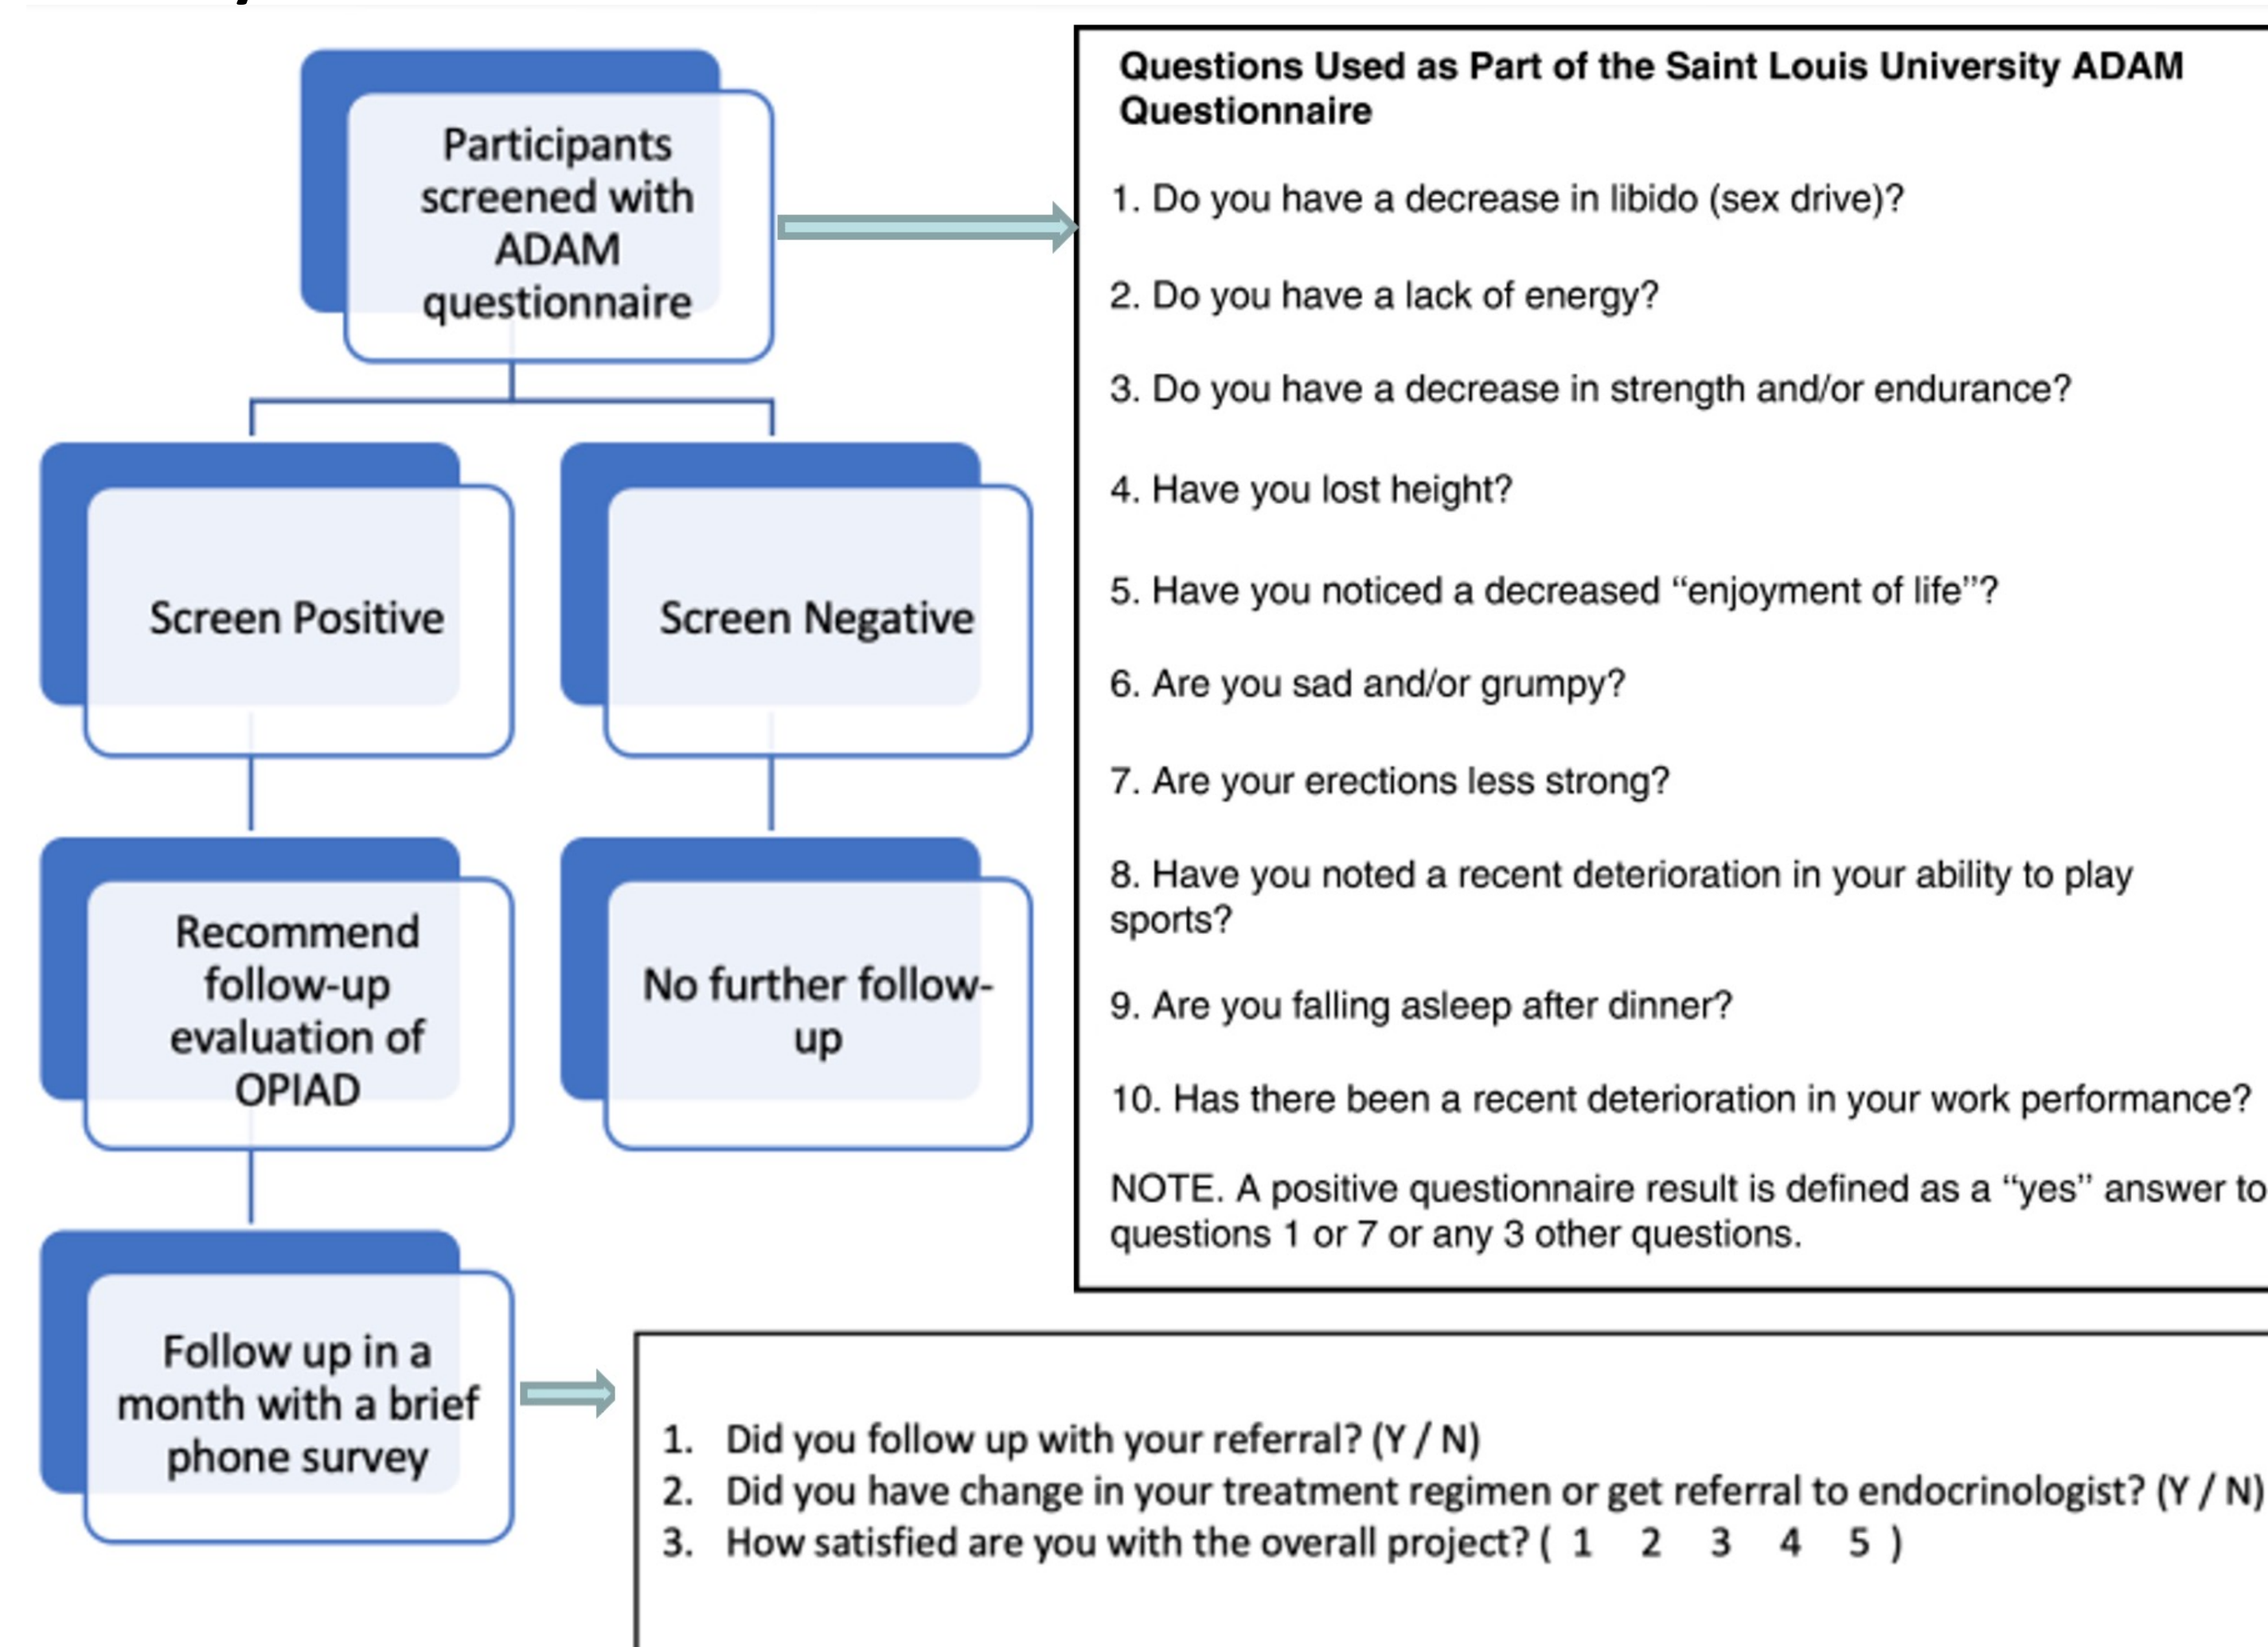 Participants
screened with
ADAM
questionnaire
Screen Positive
Screen Negative
Recommend
follow-up
evaluation of
OPIAD
No further follow-
up
Follow up in a
month with a brief
phone survey
Questions Used as Part of the Saint Louis University ADAM
Questionnaire
1. Do you have a decrease in libido (sex drive)?
2. Do you have a lack of energy?
3. Do you have a decrease in strength and/or endurance?
4. Have you lost height?
5. Have you noticed a decreased “enjoyment of life”?
6. Are you sad and/or grumpy?
7. Are your erections less strong?
8. Have you noted a recent deterioration in your ability to play
sports?
9. Are you falling asleep after dinner?
10. Has there been a recent deterioration in your work performance?
NOTE. A positive questionnaire result is defined as a “yes” answer to
questions 1 or 7 or any 3 other questions.
1. Did you follow up with your referral? (Y / N)
2. Did you have change in your treatment regimen or get referral to endocrinologist? (Y / N)
3. How satisfied are you with the overall project? ( 1 2 3 4 5 )